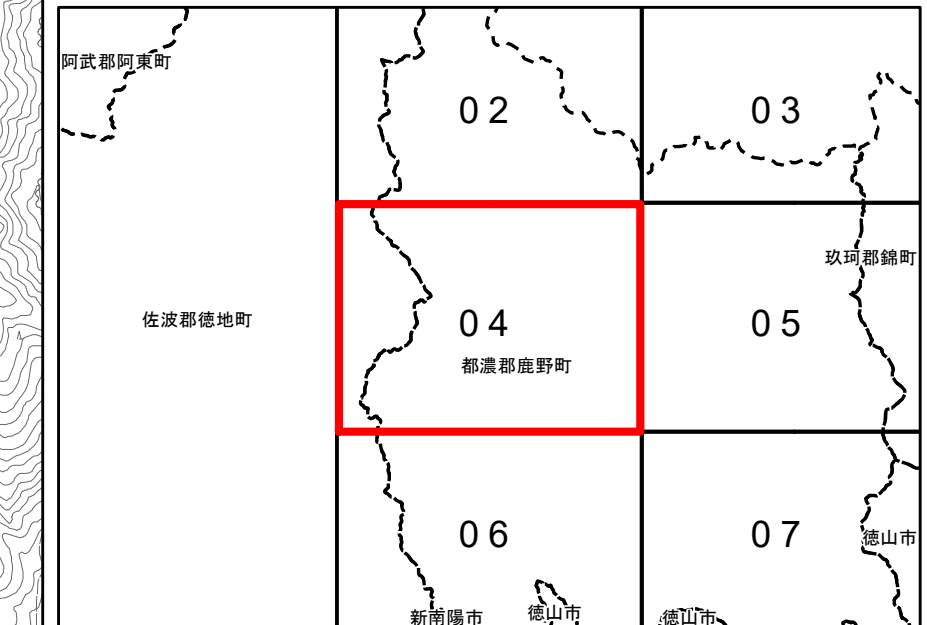 阿武郡阿東町
02
03
玖珂郡錦町
佐波郡徳地町
04
05
都濃郡鹿野町
06
07
徳山市
新南陽市
徳山市
徳山市